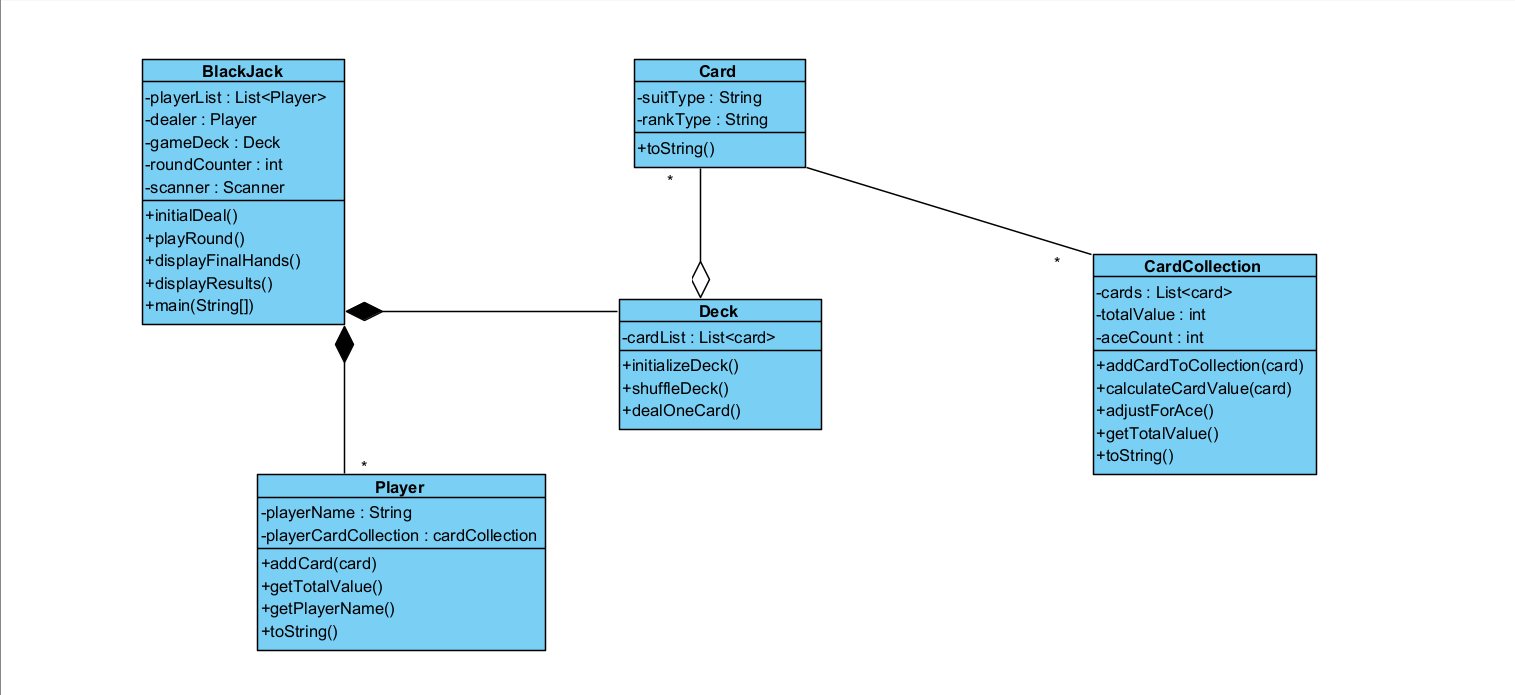 BlackJack
-playerList : List<Player>
-dealer : Player
-gameDeck : Deck
-roundCounter : int
-scanner : Scanner
+initialDeal()
+playRound()
+displayFinalHands()
+displayResults()
+main(String[])
Card
-suitType : String
-rankType : String
+toString()
*
*
CardCollection
-cards : List<card>
-totalValue : int
-aceCount : int
+addCardToCollection(card)
+calculateCardValue(card)
+adjustForAce()
+getTotalValue()
+toString()
Deck
-cardList : List<card>
+initializeDeck()
+shuffleDeck()
+dealOneCard()
*
Player
-playerName : String
-playerCardCollection : cardCollection
+addCard(card)
+getTotalValue()
+getPlayerName()
+toString()